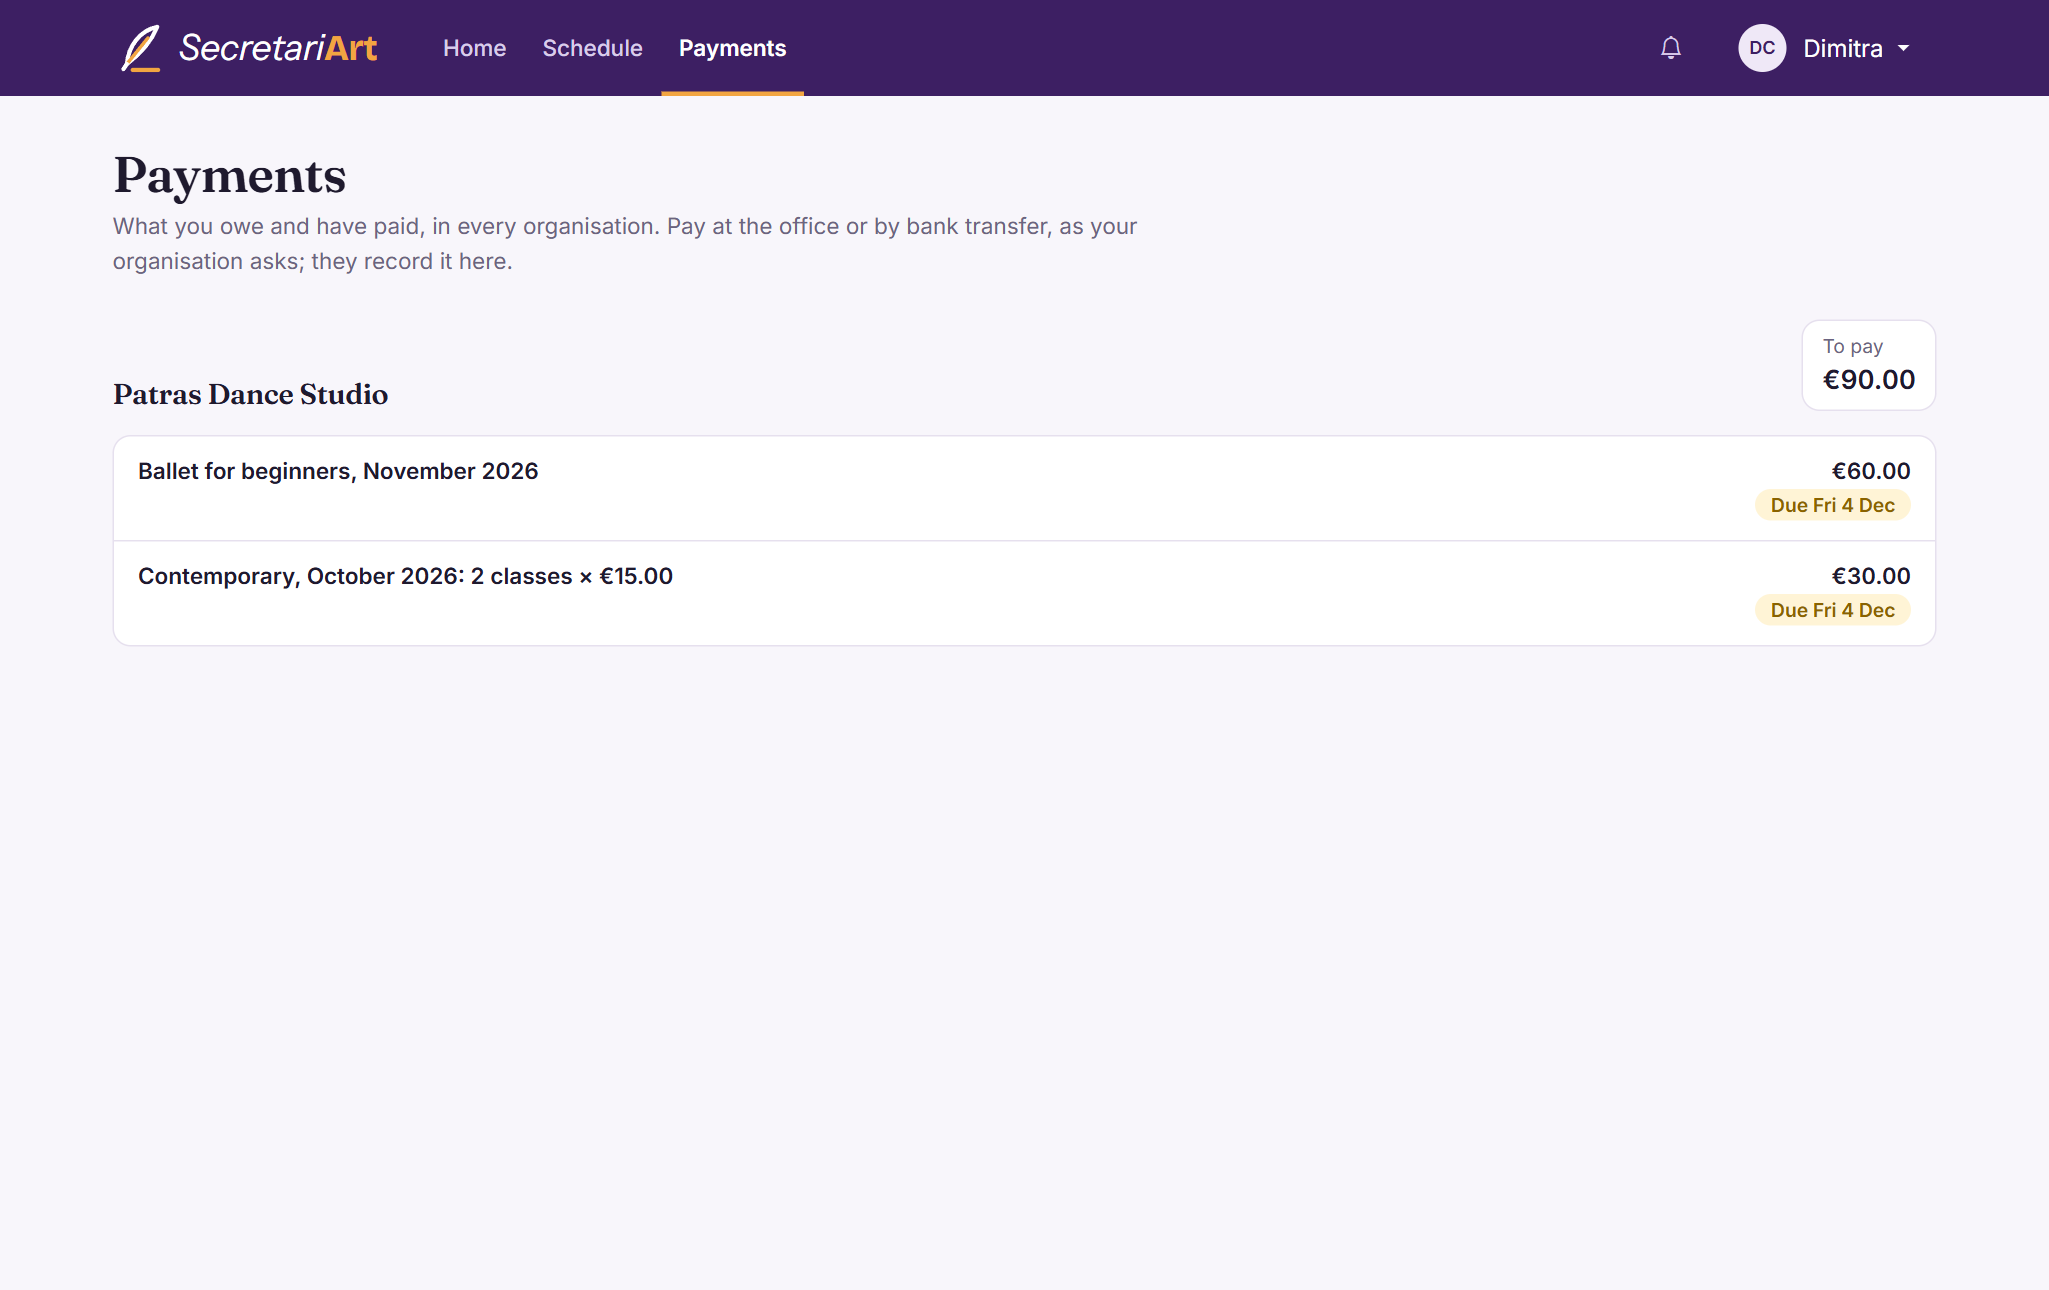 SecretariArt
Home
Schedule
Payments
DC
Dimitra
Payments
What you owe and have paid, in every organisation. Pay at the office or by bank transfer, as your
organisation asks; they record it here.
To pay
€90.00
Patras Dance Studio
Ballet for beginners, November 2026
€60.00
Due Fri 4 Dec
Contemporary, October 2026: 2 classes × €15.00
€30.00
Due Fri 4 Dec